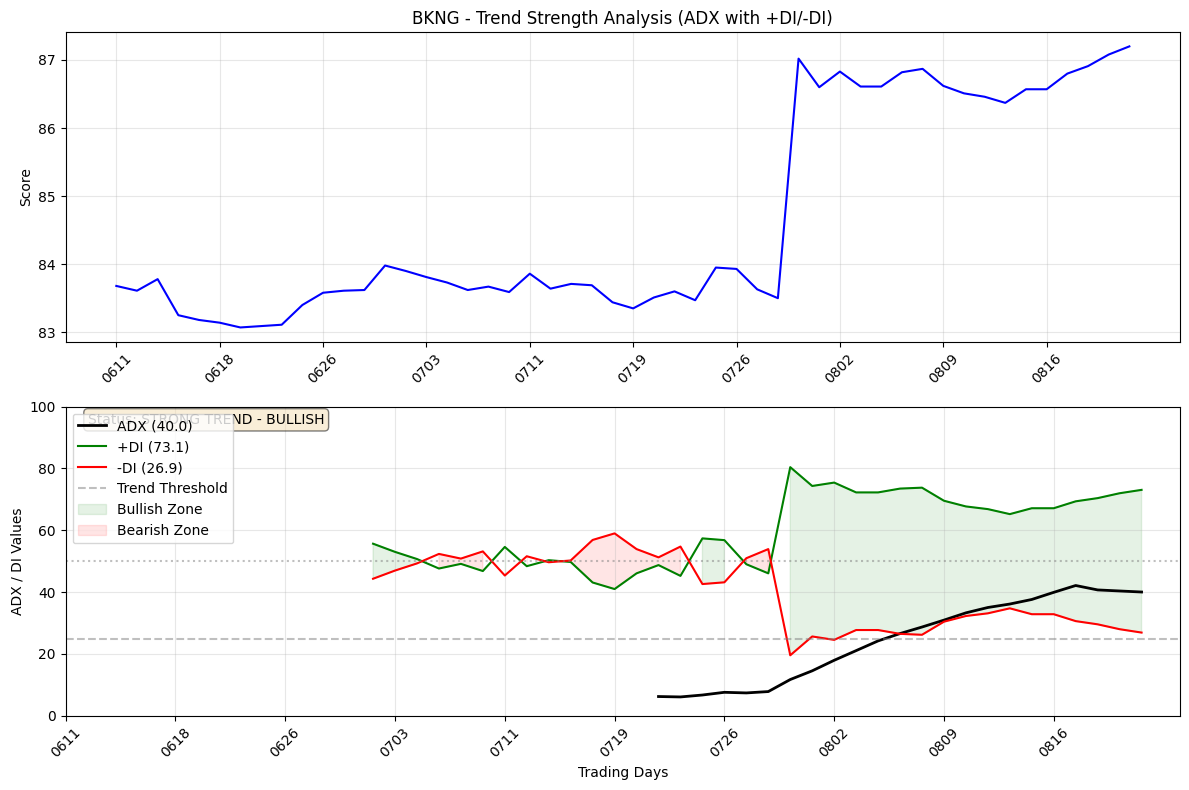 BKNG - Trend Strength Analysis (ADX with +DI/-DI)
Score
87
86
85
84
83
0611
0618
0626
0703
0711
0719
0726
0802
0809
0816
Status: STRONG TREND - BULLISH
ADX (40.0)
+DI (73.1)
-DI (26.9)
Trend Threshold
Bullish Zone
Bearish Zone
ADX / DI Values
100
80
60
40
20
0
0611
0618
0626
0703
0711
0719
0726
0802
0809
0816
Trading Days